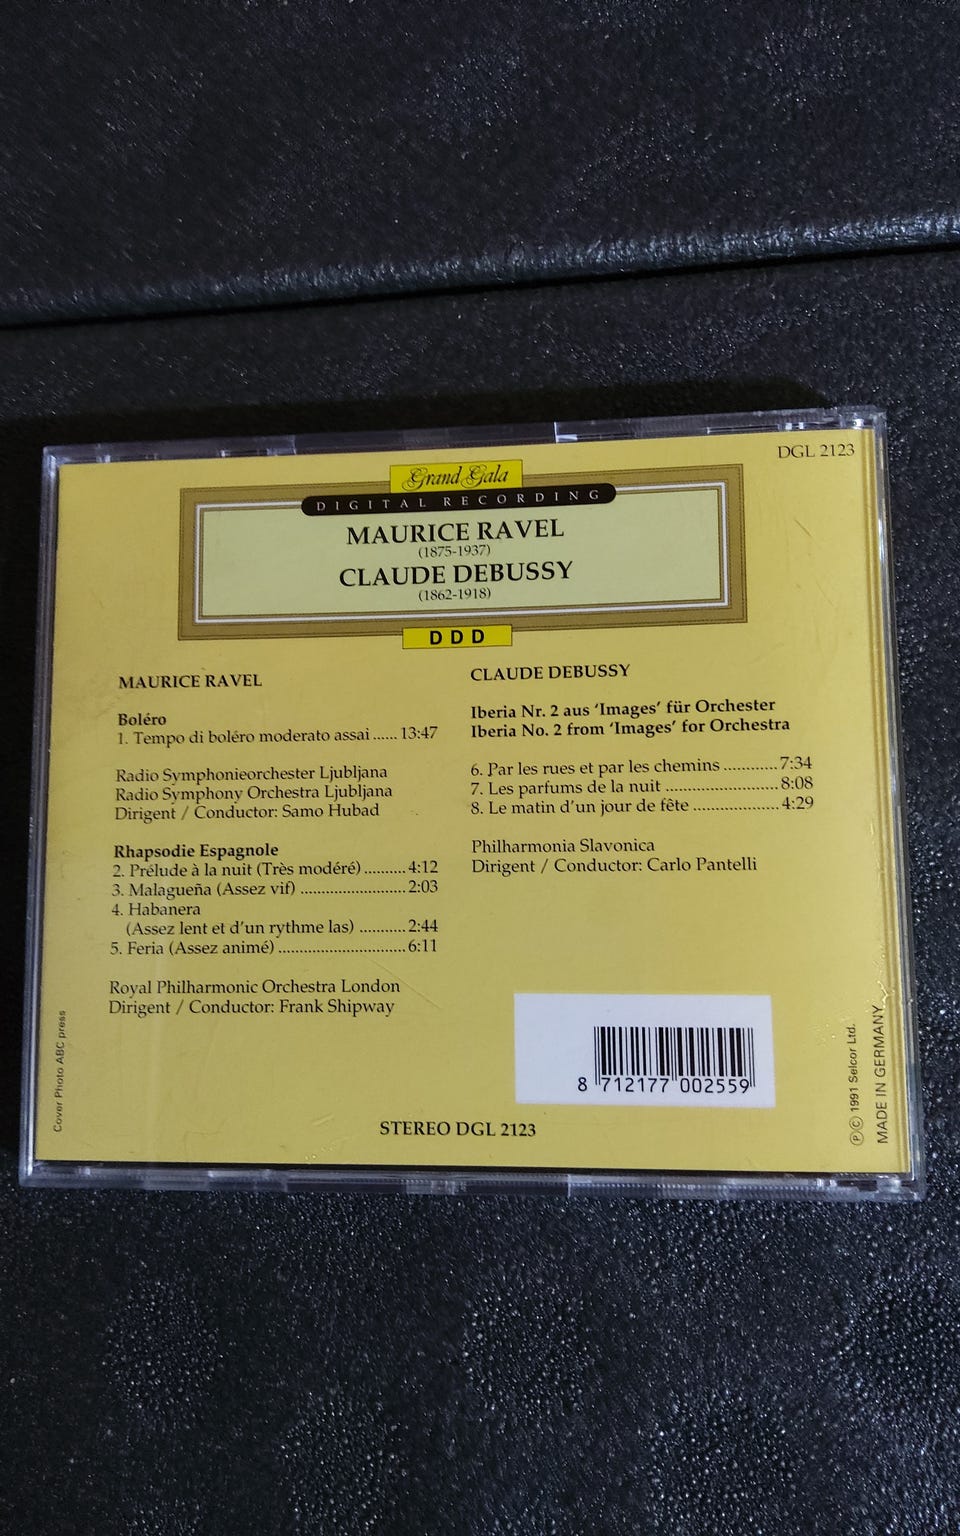 DGL 2123
Grand Gala
DIGITAL RECORDING
MAURICE RAVEL
(1875-1937)
CLAUDE DEBUSSY
(1862-1918)
DDD
MAURICE RAVEL
Boléro
1. Tempo di boléro moderato assai ...... 13:47
Radio Symphonieorchester Ljubljana
Radio Symphony Orchestra Ljubljana
Dirigent / Conductor: Samo Hubad
Rhapsodie Espagnole
2. Prélude à la nuit (Très modéré) .......... 4:12
3. Malagueña (Assez vif) ......................... 2:03
4. Habanera
(Assez lent et d'un rythme las) ........... 2:44
5. Feria (Assez animé) .............................. 6:11
Royal Philharmonic Orchestra London
Dirigent / Conductor: Frank Shipway
CLAUDE DEBUSSY
Iberia Nr. 2 aus 'Images' für Orchester
Iberia No. 2 from 'Images' for Orchestra
6. Par les rues et par les chemins ............ 7:34
7. Les parfums de la nuit .......................... 8:08
8. Le matin d'un jour de fête .................... 4:29
Philharmonia Slavonica
Dirigent / Conductor: Carlo Pantelli
8 712177 002559
STEREO DGL 2123
Cover Photo ABC press
℗© 1991 Selcor Ltd.
MADE IN GERMANY